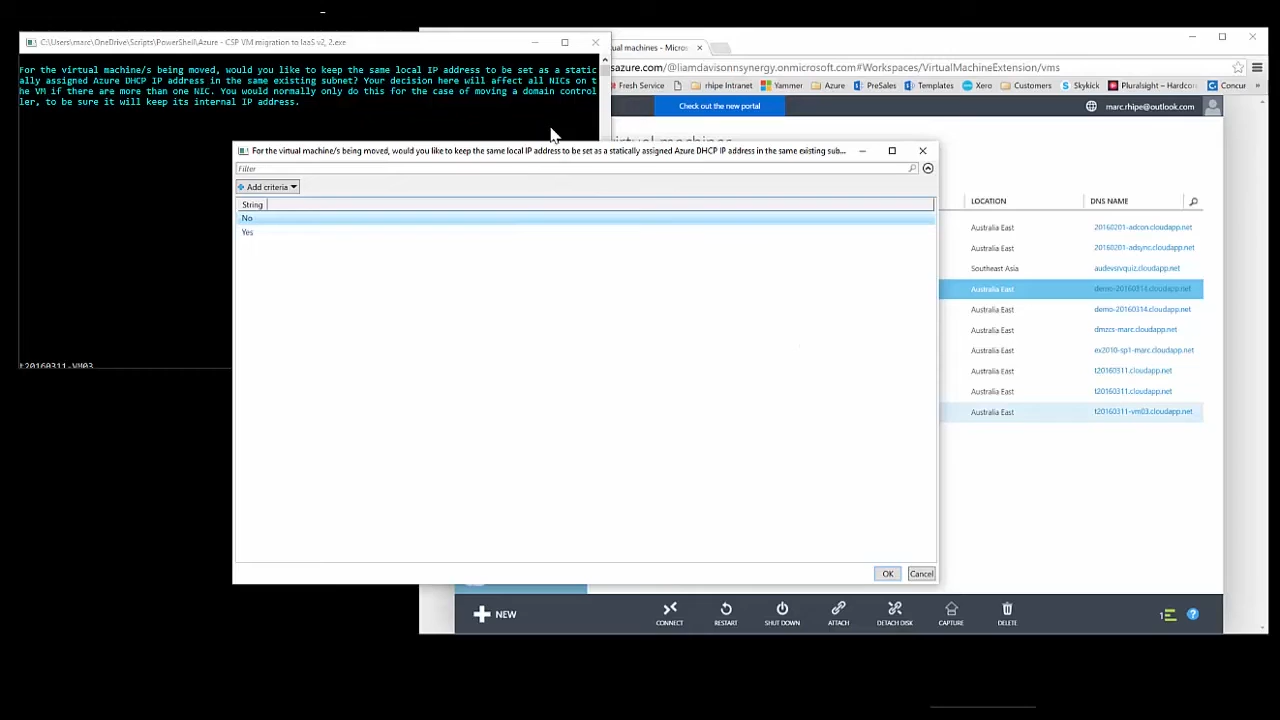 C:\Users\marc\OneDrive\Scripts\PowerShell\Azure - CSP VM migration to IaaS v2, 2.exe
For the virtual machine/s being moved, would you like to keep the same local IP address to be set as a static
ally assigned Azure DHCP IP address in the same existing subnet? Your decision here will affect all NICs on t
he VM if there are more than one NIC. You would normally only do this for the case of moving a domain control
ler, to be sure it will keep its internal IP address.
t20160311-VM03
For the virtual machine/s being moved, would you like to keep the same local IP address to be set as a statically assigned Azure DHCP IP address in the same existing sub...
Filter
Add criteria
String
No
Yes
OK Cancel
ual machines - Micros
sazure.com/@liamdavisonnsynergy.onmicrosoft.com#Workspaces/VirtualMachineExtension/vms
Fresh Service rhipe Intranet Yammer Azure PreSales Templates Xero Customers Skykick Pluralsight – Hardcore Concur »
Check out the new portal marc.rhipe@outlook.com
virtual machines
LOCATION DNS NAME
Australia East 20160201-adcon.cloudapp.net
Australia East 20160201-adsync.cloudapp.net
Southeast Asia audevsrvquiz.cloudapp.net
Australia East demo-20160314.cloudapp.net
Australia East demo-20160314.cloudapp.net
Australia East dmzcs-marc.cloudapp.net
Australia East ex2010-sp1-marc.cloudapp.net
Australia East t20160311.cloudapp.net
Australia East t20160311.cloudapp.net
Australia East t20160311-vm03.cloudapp.net
NEW CONNECT RESTART SHUT DOWN ATTACH DETACH DISK CAPTURE DELETE 1 ?